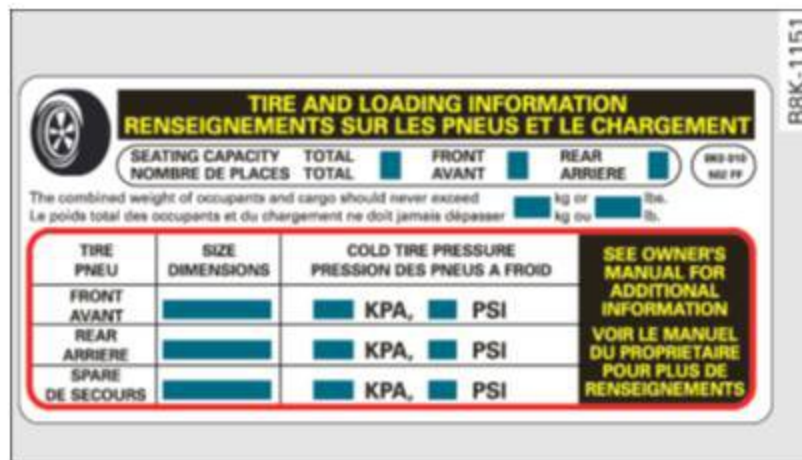 B8K-1151
TIRE AND LOADING INFORMATION
RENSEIGNEMENTS SUR LES PNEUS ET LE CHARGEMENT
SEATING CAPACITY TOTAL FRONT REAR
NOMBRE DE PLACES TOTAL AVANT ARRIERE
The combined weight of occupants and cargo should never exceed kg or lbs.
Le poids total des occupants et du chargement ne doit jamais dépasser kg ou lb.
TIRE
PNEU
SIZE
DIMENSIONS
COLD TIRE PRESSURE
PRESSION DES PNEUS A FROID
SEE OWNER'S
MANUAL FOR
ADDITIONAL
INFORMATION
VOIR LE MANUEL
DU PROPRIETAIRE
POUR PLUS DE
RENSEIGNEMENTS
FRONT
AVANT
KPA, PSI
REAR
ARRIERE
KPA, PSI
SPARE
DE SECOURS
KPA, PSI